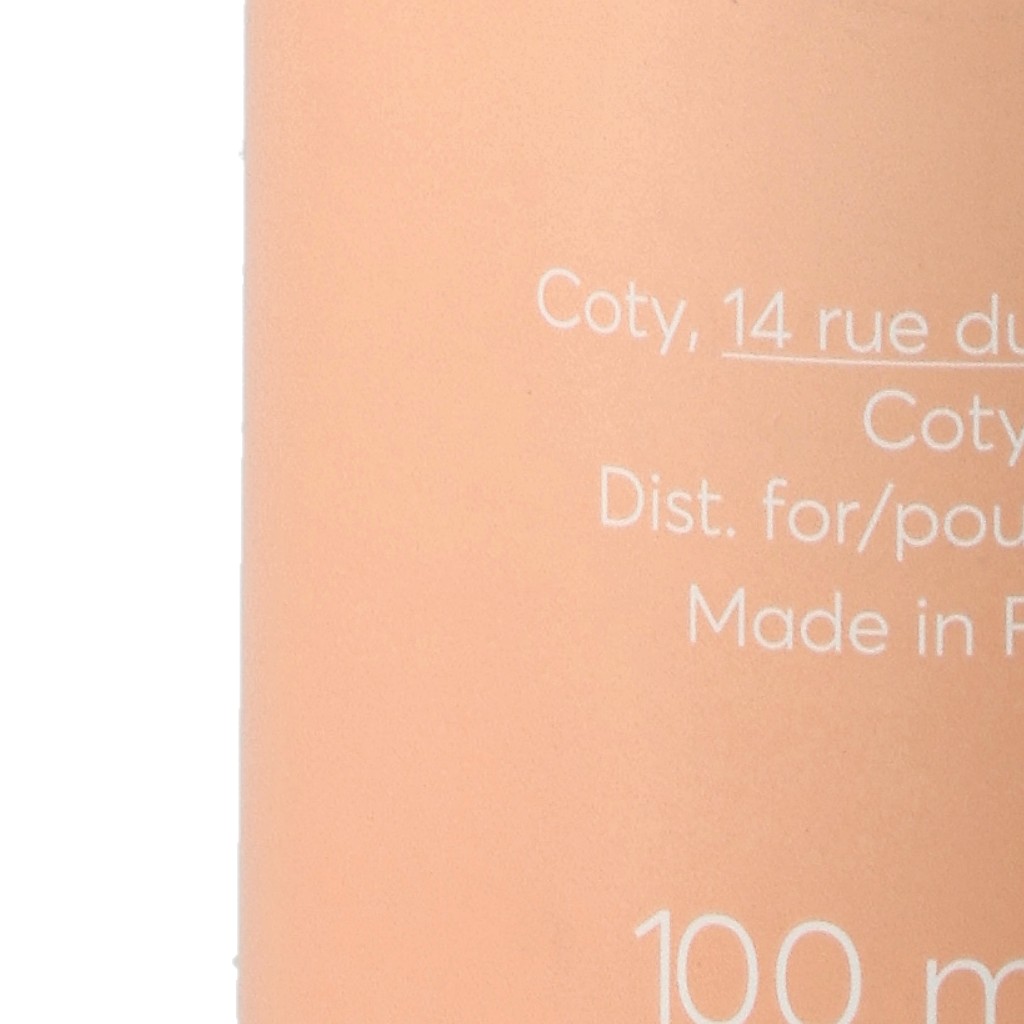 Coty, 14 rue du
Coty
Dist. for/pou
Made in F
100 m